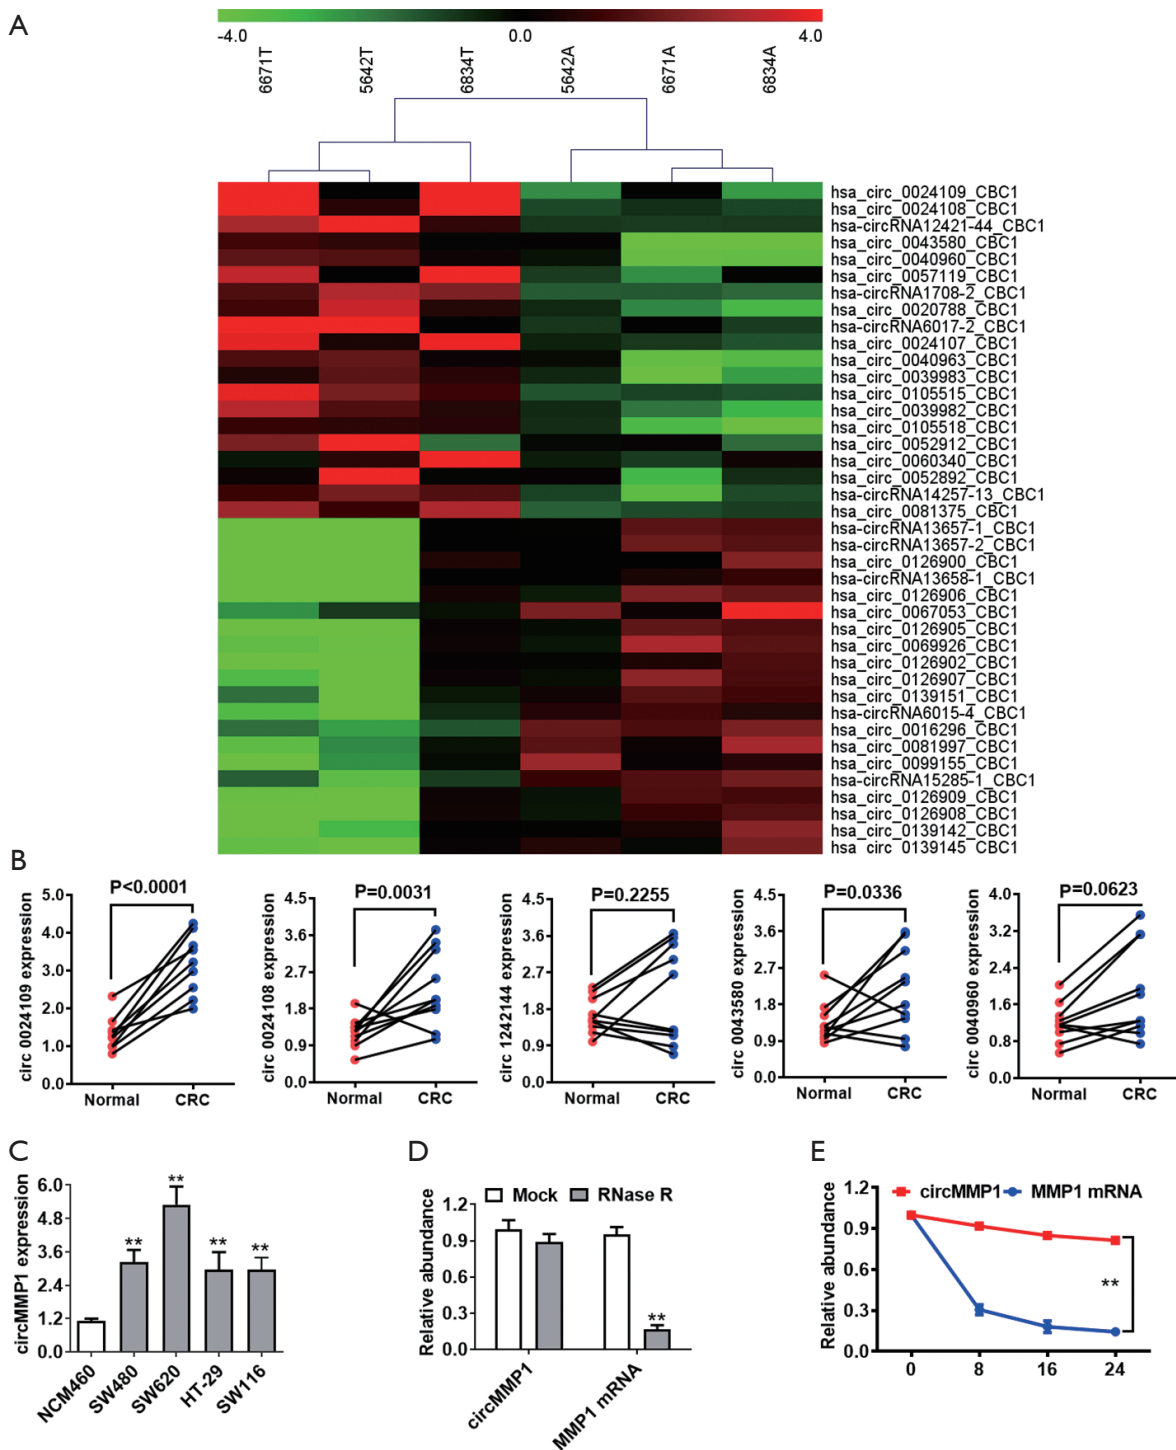 A
-4.0 0.0 4.0
6671T 5642T 6834T 5642A 6671A 6834A
hsa_circ_0024109_CBC1
hsa_circ_0024108_CBC1
hsa-circRNA12421-44_CBC1
hsa_circ_0043580_CBC1
hsa_circ_0040960_CBC1
hsa_circ_0057119_CBC1
hsa-circRNA1708-2_CBC1
hsa_circ_0020788_CBC1
hsa-circRNA6017-2_CBC1
hsa_circ_0024107_CBC1
hsa_circ_0040963_CBC1
hsa_circ_0039983_CBC1
hsa_circ_0105515_CBC1
hsa_circ_0039982_CBC1
hsa_circ_0105518_CBC1
hsa_circ_0052912_CBC1
hsa_circ_0060340_CBC1
hsa_circ_0052892_CBC1
hsa-circRNA14257-13_CBC1
hsa_circ_0081375_CBC1
hsa-circRNA13657-1_CBC1
hsa-circRNA13657-2_CBC1
hsa_circ_0126900_CBC1
hsa-circRNA13658-1_CBC1
hsa_circ_0126906_CBC1
hsa_circ_0067053_CBC1
hsa_circ_0126905_CBC1
hsa_circ_0069926_CBC1
hsa_circ_0126902_CBC1
hsa_circ_0126907_CBC1
hsa_circ_0139151_CBC1
hsa-circRNA6015-4_CBC1
hsa_circ_0016296_CBC1
hsa_circ_0081997_CBC1
hsa_circ_0099155_CBC1
hsa-circRNA15285-1_CBC1
hsa_circ_0126909_CBC1
hsa_circ_0126908_CBC1
hsa_circ_0139142_CBC1
hsa_circ_0139145_CBC1
B
circ 0024109 expression
5.0
4.0
3.0
2.0
1.0
0.0
P<0.0001
Normal CRC
circ 0024108 expression
4.5
3.6
2.7
1.8
0.9
0.0
P=0.0031
Normal CRC
circ 1242144 expression
4.5
3.6
2.7
1.8
0.9
0.0
P=0.2255
Normal CRC
circ 0043580 expression
4.5
3.6
2.7
1.8
0.9
0.0
P=0.0336
Normal CRC
circ 0040960 expression
4.0
3.2
2.4
1.6
0.8
0.0
P=0.0623
Normal CRC
C
circMMP1 expression
6.0
4.8
3.6
2.4
1.2
0.0
** ** ** **
NCM460 SW480 SW620 HT-29 SW116
D
Relative abundance
1.2
0.9
0.6
0.3
0.0
Mock RNase R
**
circMMP1 MMP1 mRNA
E
Relative abundance
1.2
0.9
0.6
0.3
0.0
circMMP1 MMP1 mRNA
**
0 8 16 24